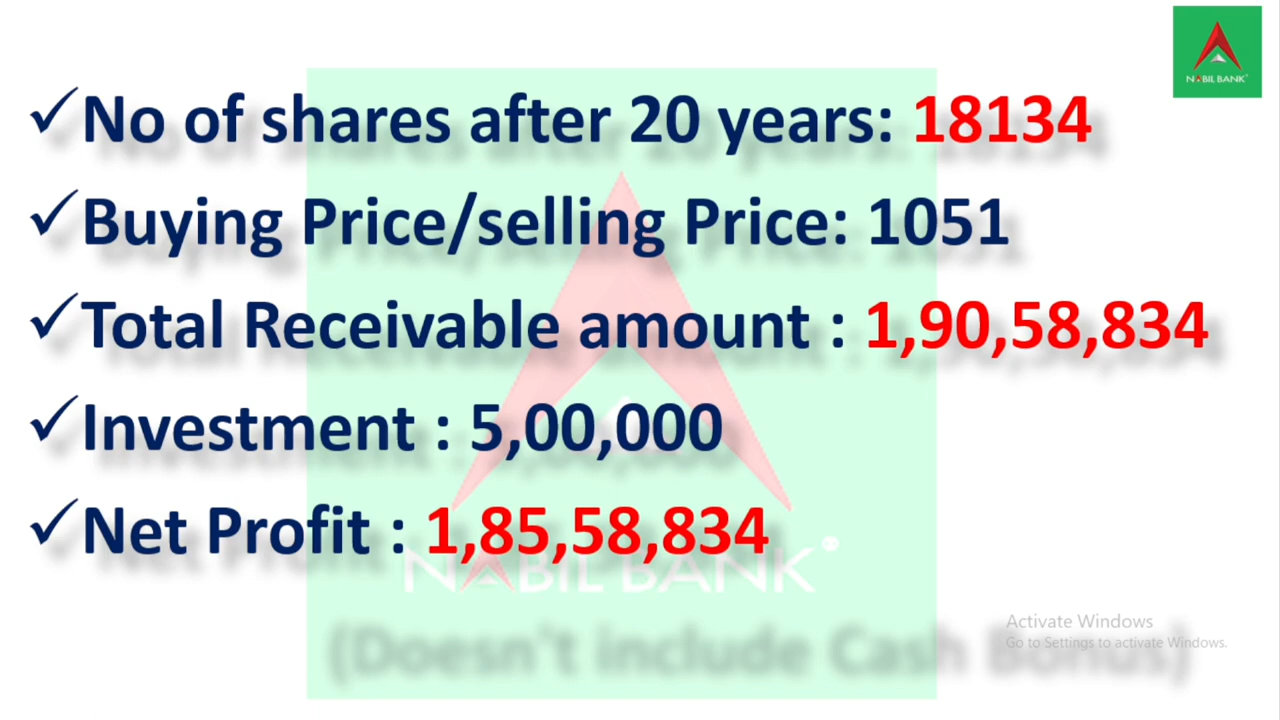 NABIL BANK
✓No of shares after 20 years: 18134
✓Buying Price/selling Price: 1051
✓Total Receivable amount : 1,90,58,834
✓Investment : 5,00,000
✓Net Profit : 1,85,58,834
NABIL BANK
(Doesn't include Cash Bonus)
Activate Windows
Go to Settings to activate Windows.